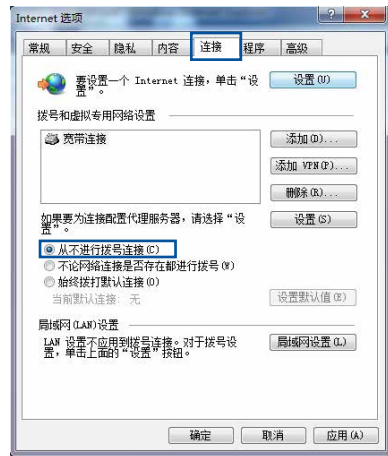 Internet 选项
常规 安全 隐私 内容 连接 程序 高级
要设置一个 Internet 连接，单击“设
置”。
设置(U)
拨号和虚拟专用网络设置
宽带连接
添加(D)...
添加 VPN(P)...
删除(R)...
如果要为连接配置代理服务器，请选择“设
置”。
设置(S)
从不进行拨号连接(C)
不论网络连接是否存在都进行拨号(W)
始终拨打默认连接(O)
当前默认连接: 无
设置默认值(E)
局域网(LAN)设置
LAN 设置不应用到拨号连接。对于拨号设
置，单击上面的“设置”按钮。
局域网设置(L)
确定 取消 应用(A)